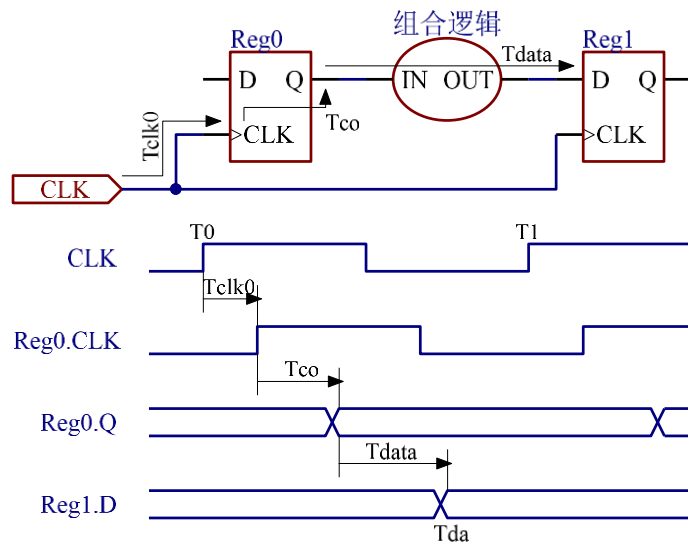 组合逻辑
Reg0
Tdata
Reg1
D
Q
IN
OUT
D
Q
Tclk0
CLK
Tco
CLK
CLK
T0
T1
CLK
Tclk0
Reg0.CLK
Tco
Reg0.Q
Tdata
Reg1.D
Tda